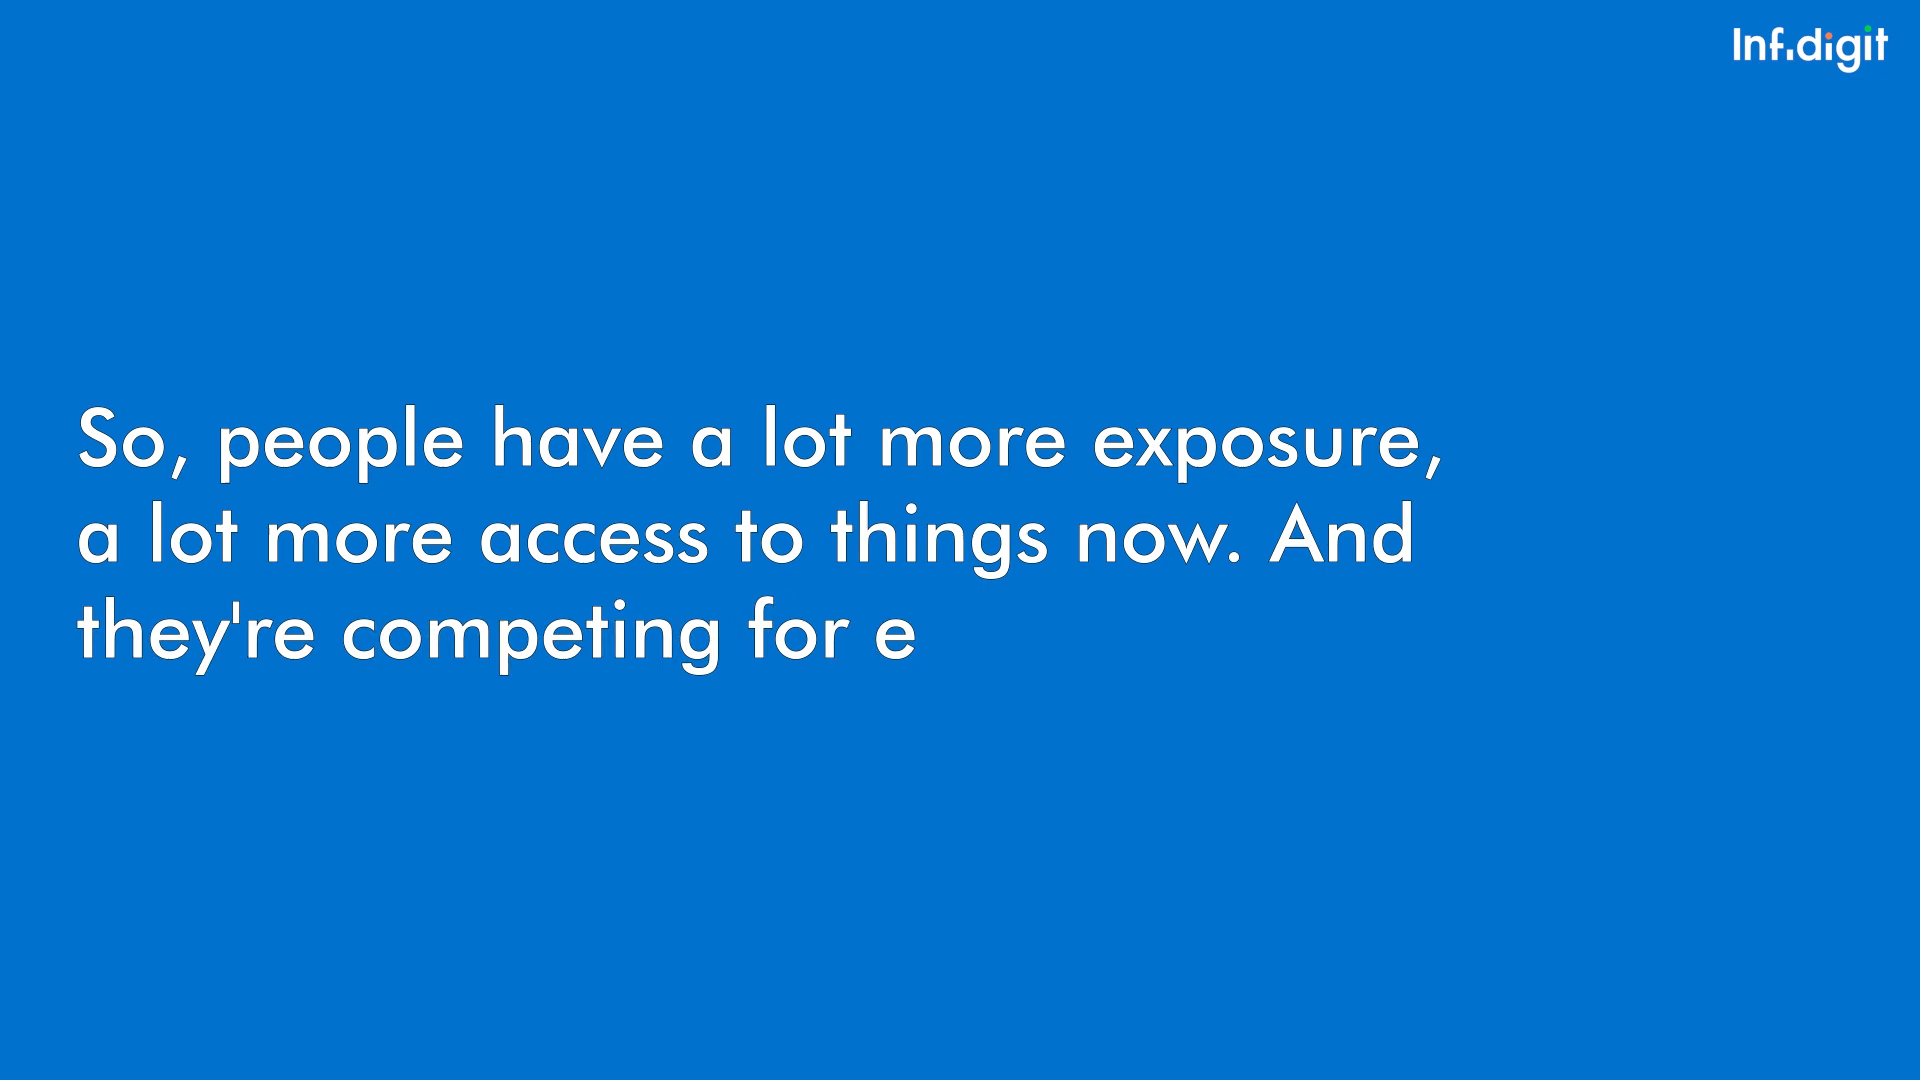 Inf.digit
So, people have a lot more exposure,
a lot more access to things now. And
they're competing for e